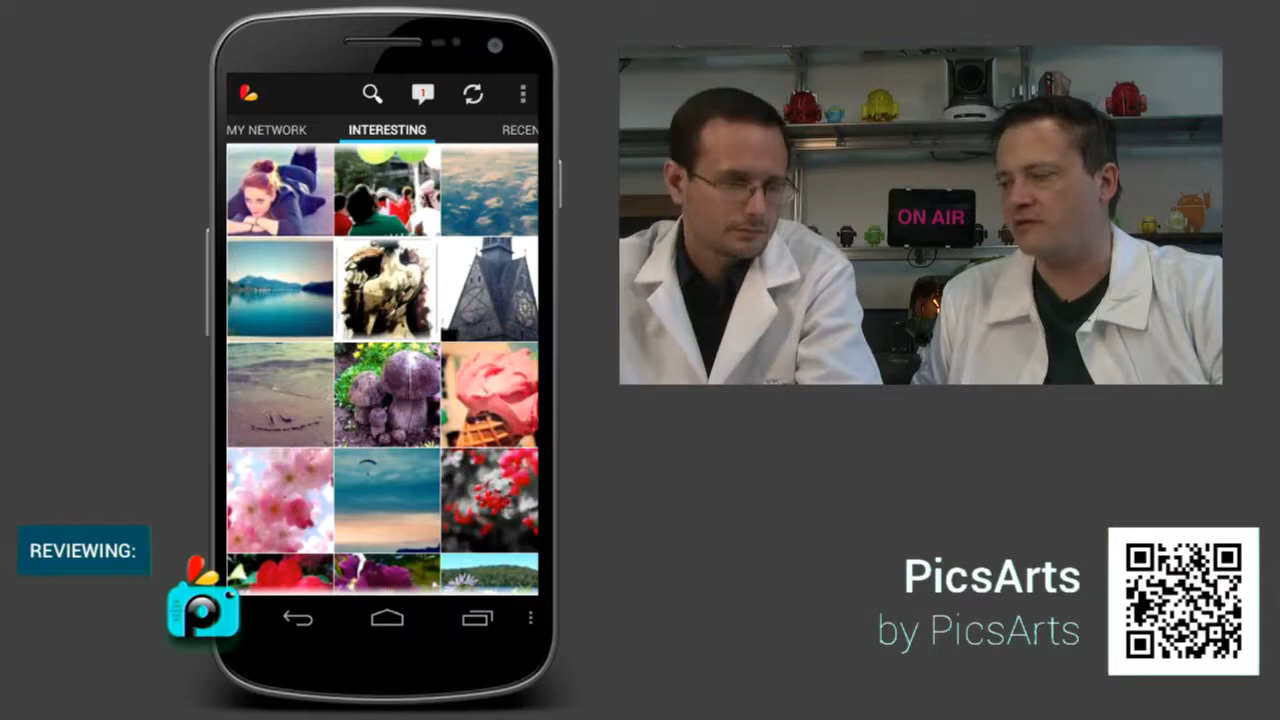 1
MY NETWORK
INTERESTING
RECEN
ON AIR
REVIEWING:
P
PicsArts
by PicsArts